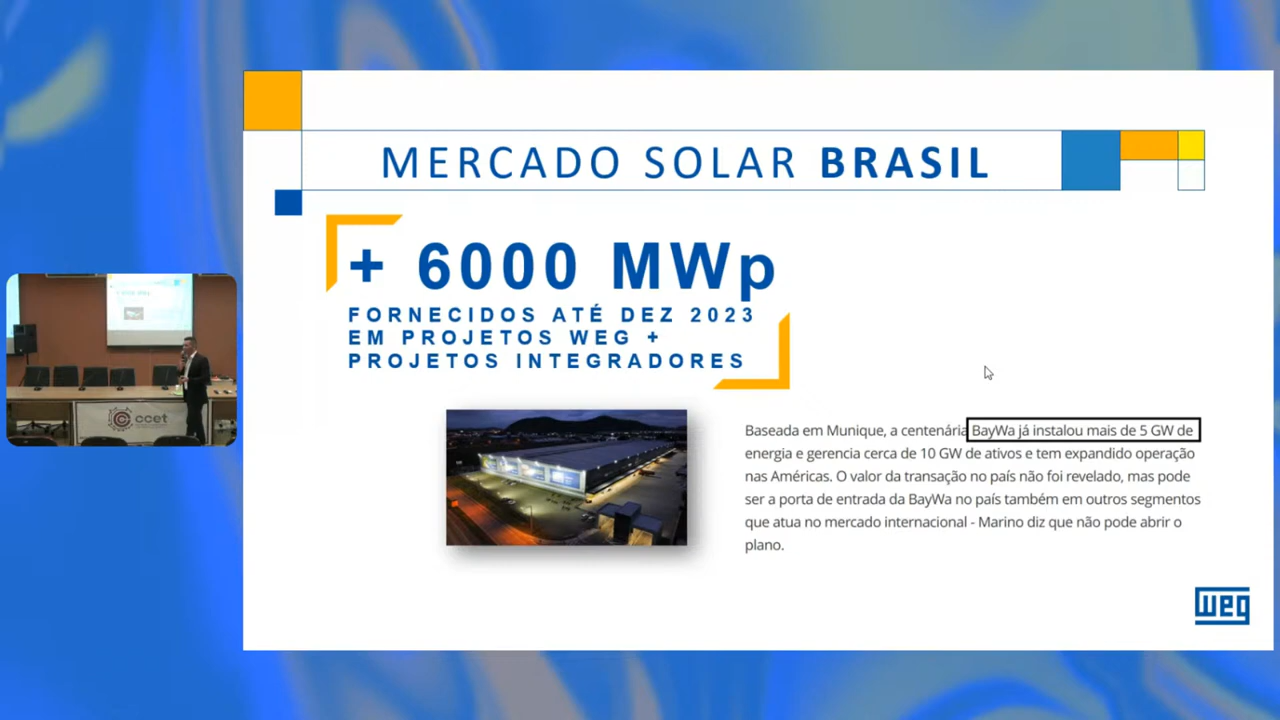 MERCADO SOLAR BRASIL
+ 6000 MWp
FORNECIDOS ATÉ DEZ 2023
EM PROJETOS WEG +
PROJETOS INTEGRADORES
Baseada em Munique, a centenária BayWa já instalou mais de 5 GW de
energia e gerencia cerca de 10 GW de ativos e tem expandido operação
nas Américas. O valor da transação no país não foi revelado, mas pode
ser a porta de entrada da BayWa no país também em outros segmentos
que atua no mercado internacional - Marino diz que não pode abrir o
plano.
weg
ccet